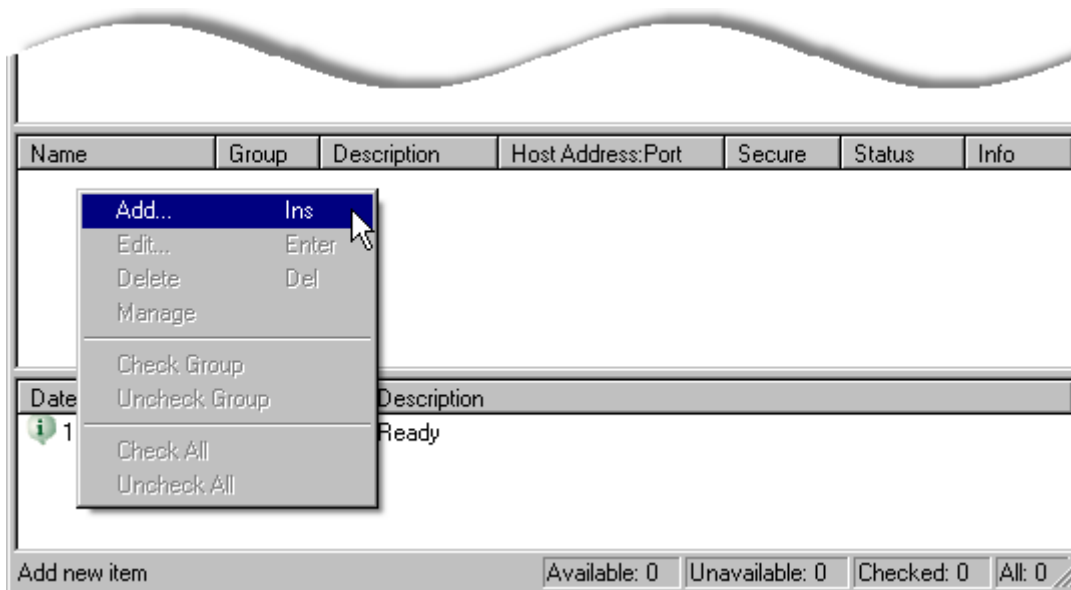 Name Group Description Host Address:Port Secure Status Info
Add... Ins
Edit... Enter
Delete Del
Manage
Check Group
Uncheck Group
Check All
Uncheck All
Date Description
1 Ready
Add new item Available: 0 Unavailable: 0 Checked: 0 All: 0